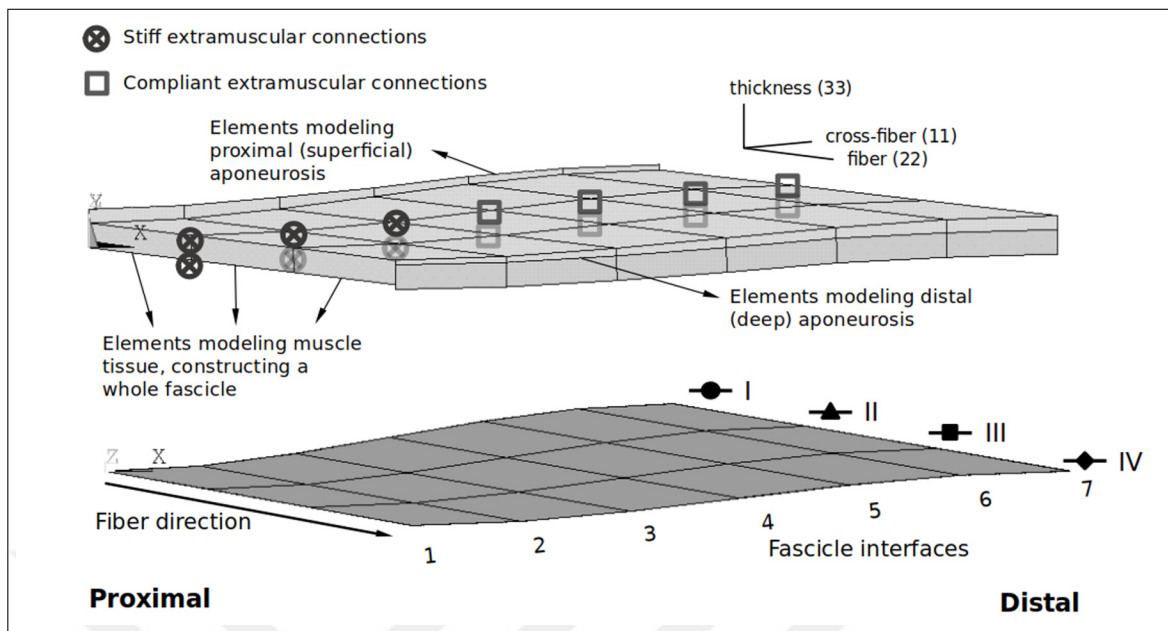 Stiff extramuscular connections
Compliant extramuscular connections
thickness (33)
Elements modeling
proximal (superficial)
aponeurosis
cross-fiber (11)
fiber (22)
Y
X
Elements modeling distal
(deep) aponeurosis
Elements modeling muscle
tissue, constructing a
whole fascicle
I
II
III
IV
Z X
Fiber direction
1 2 3 4 5 6 7
Fascicle interfaces
Proximal
Distal